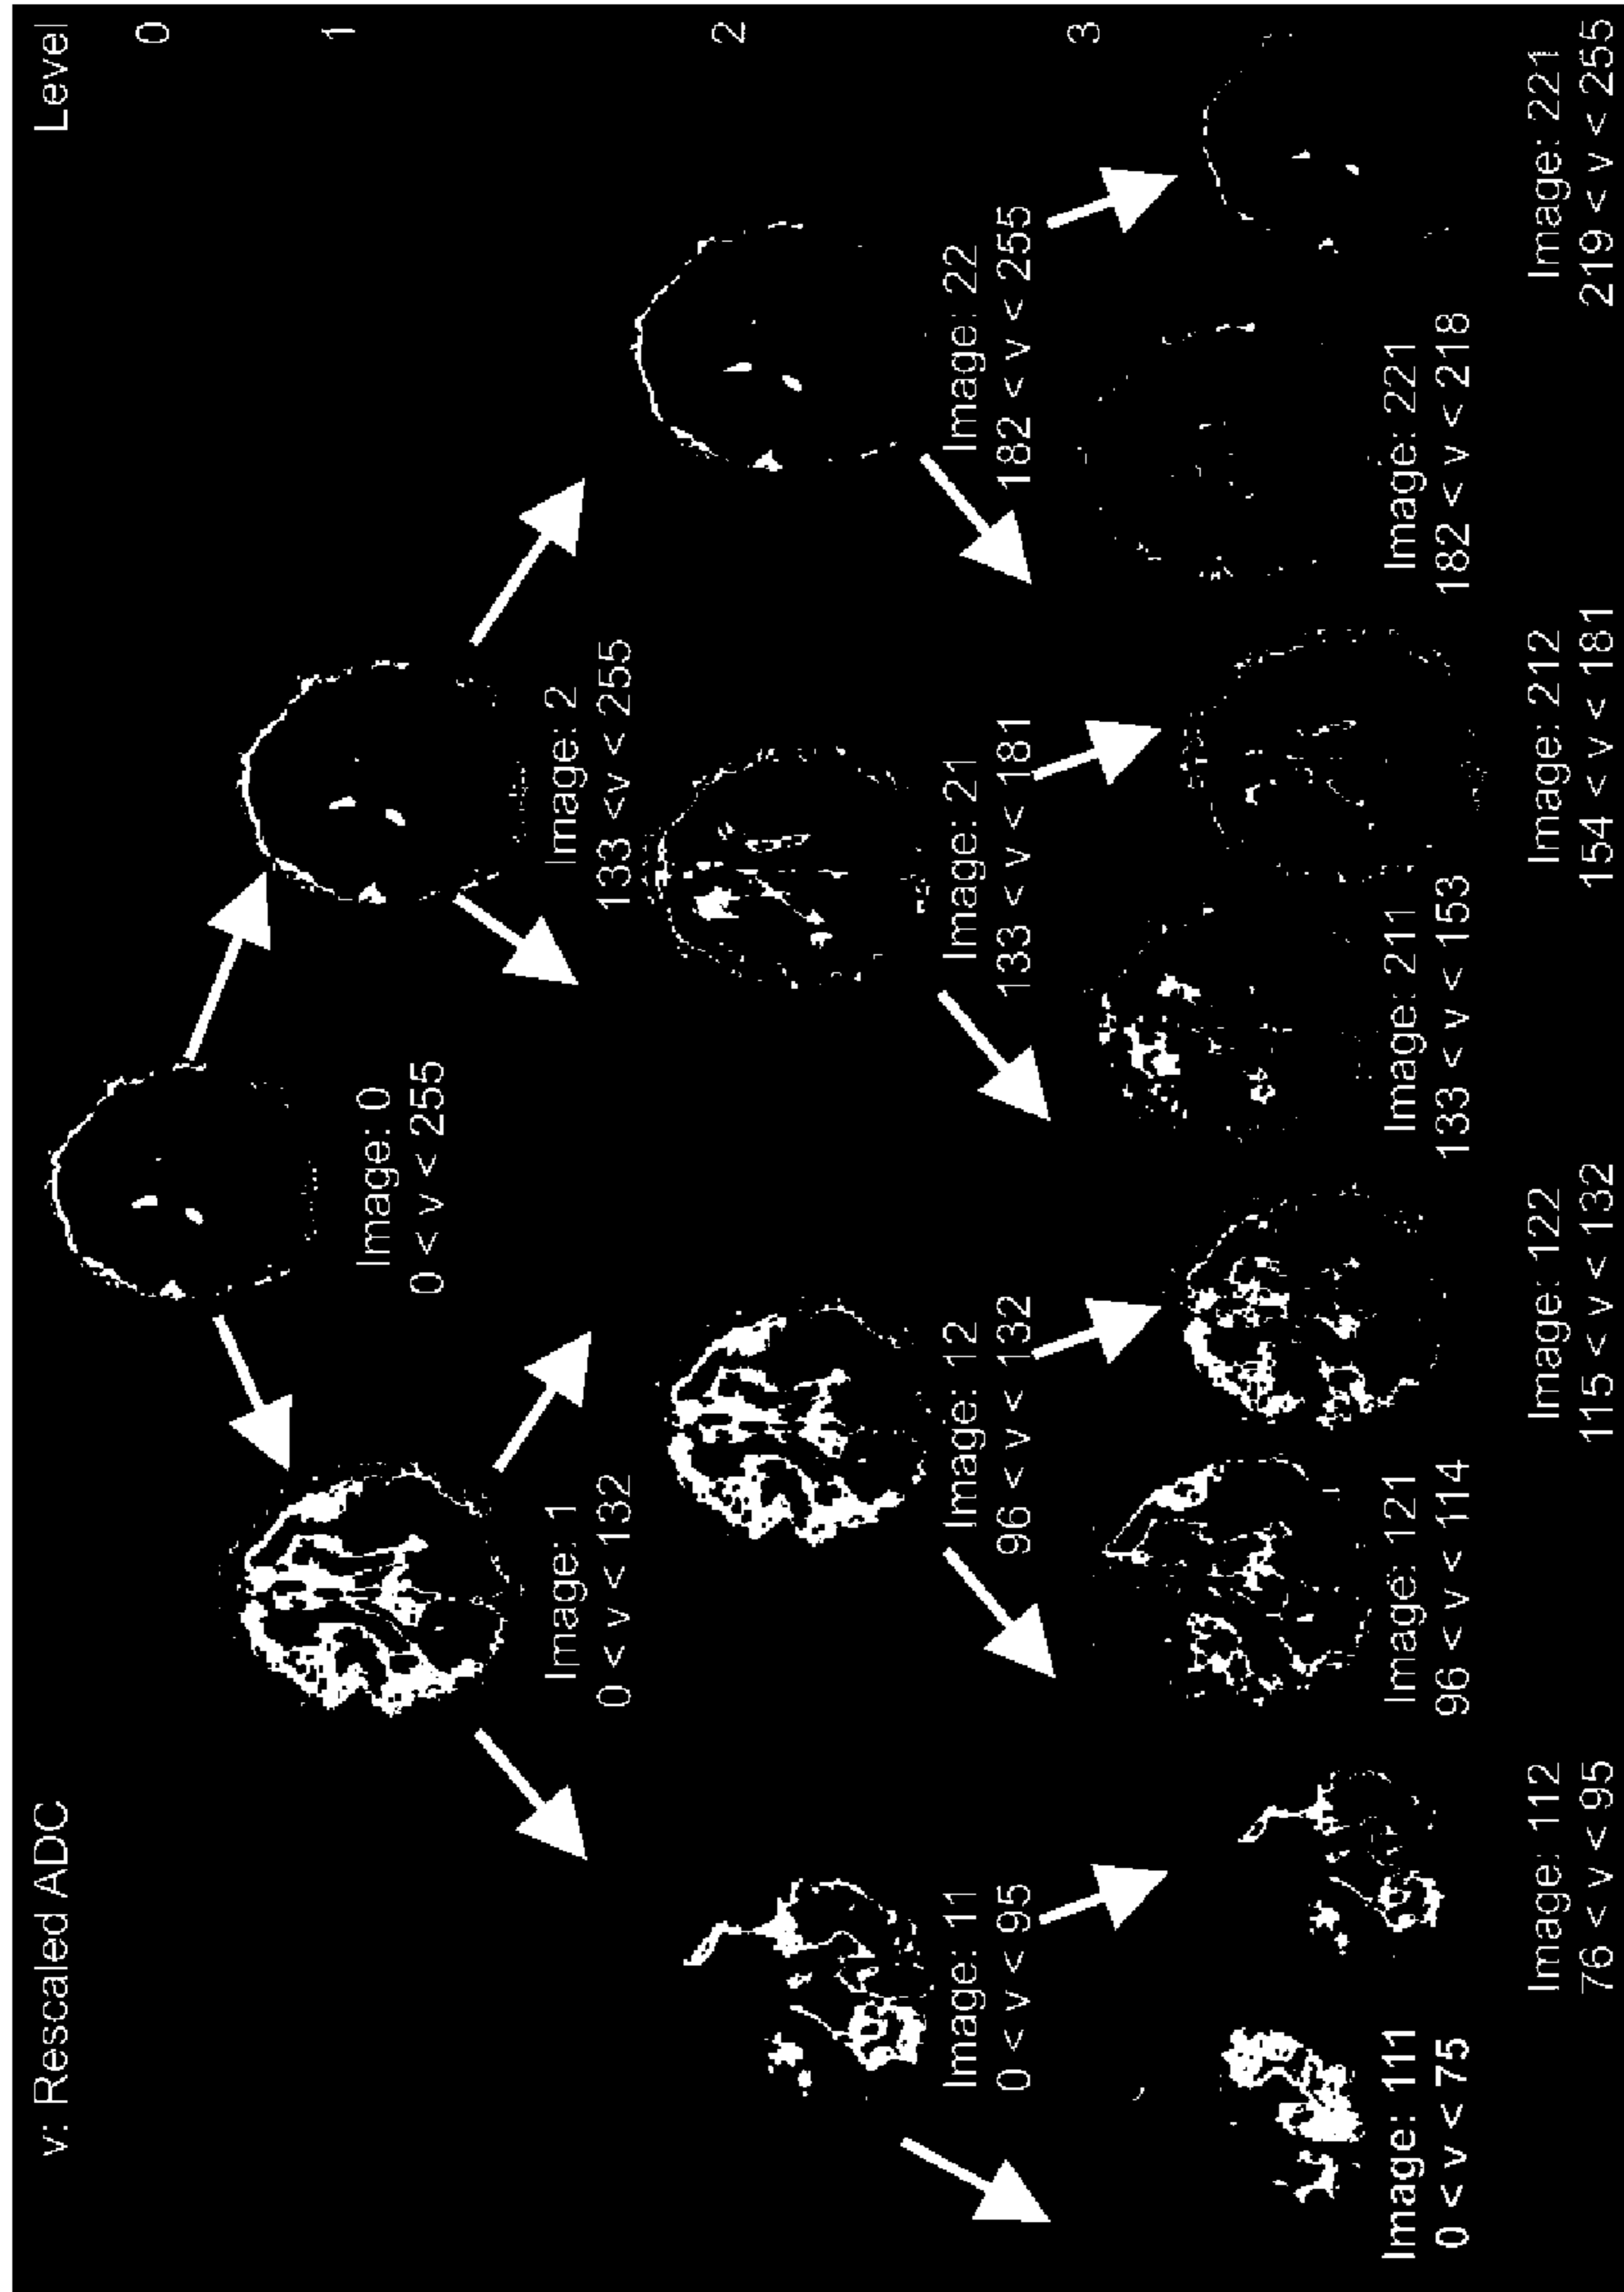 v: Rescaled ADC
Level
0
Image: 0
0 < v < 255
1
Image: 1
0 < v < 132
Image: 2
133 <v < 255
2
Image: 11
0 < v < 95
Image: 12
96 < v < 132
Image: 21
133 < v < 181
Image: 22
182 < v < 255
3
Image: 111
0 < v < 75
Image: 112
76 < v < 95
Image: 121
96 < v < 114
Image: 122
115 < v < 132
Image: 211
133 < v < 153
Image: 212
154 < v < 181
Image: 221
182 < v < 218
Image: 221
219 < v < 255